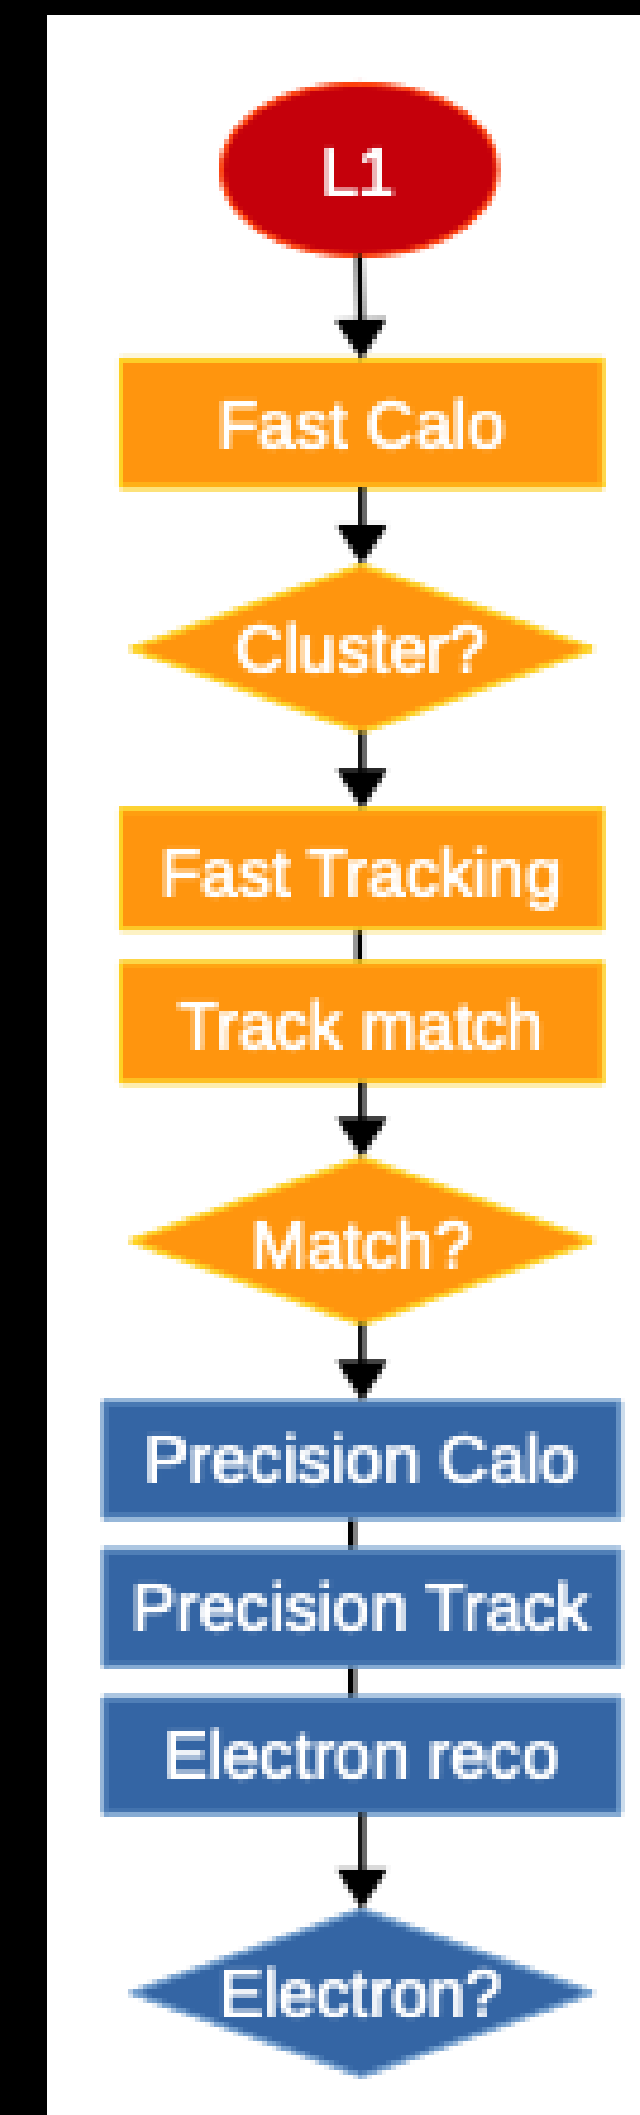 L1
Fast Calo
Cluster?
Fast Tracking
Track match
Match?
Precision Calo
Precision Track
Electron reco
Electron?